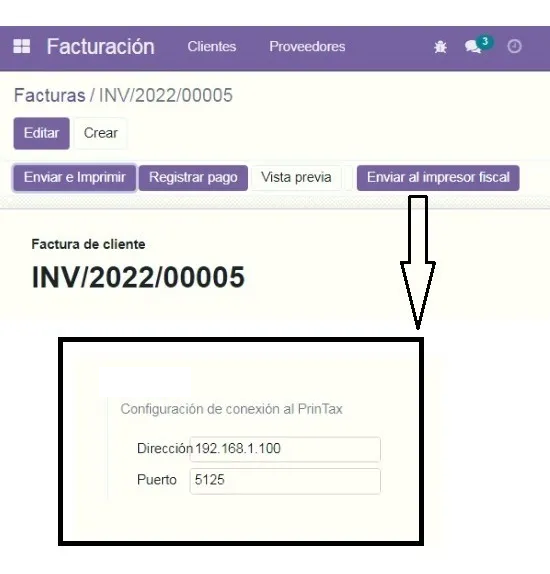 Facturación Clientes Proveedores 3
Facturas / INV/2022/00005
Editar Crear
Enviar e Imprimir Registrar pago Vista previa Enviar al impresor fiscal
Factura de cliente
INV/2022/00005
Configuración de conexión al PrinTax
Dirección 192.168.1.100
Puerto 5125